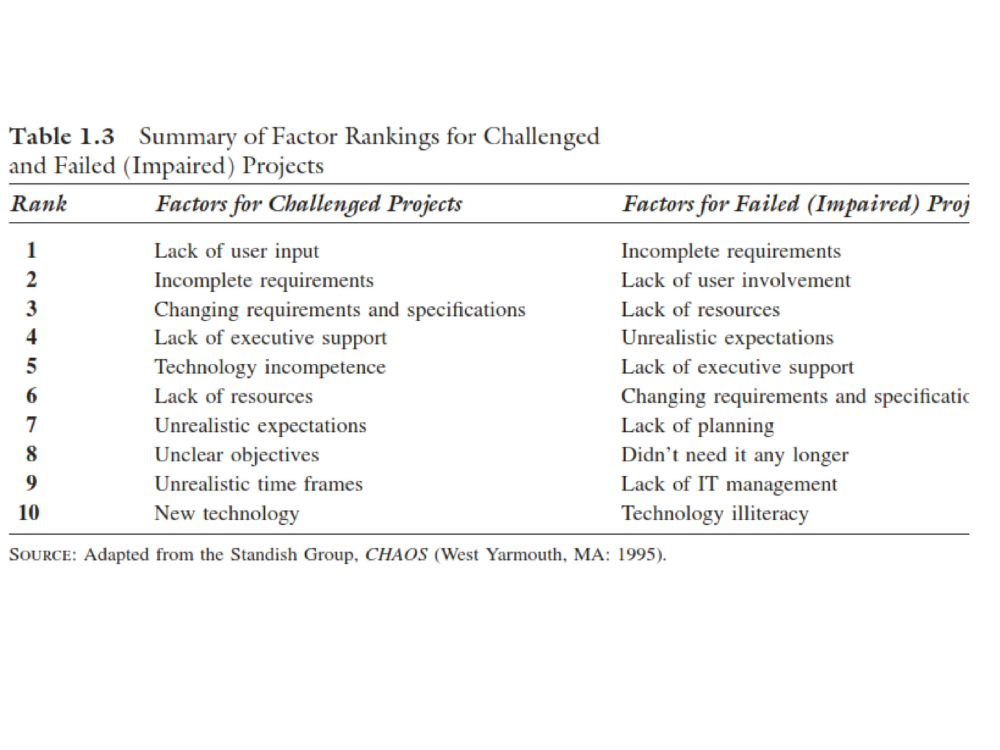 Table 1.3 Summary of Factor Rankings for Challenged
and Failed (Impaired) Projects
Rank Factors for Challenged Projects Factors for Failed (Impaired) Proj
1 Lack of user input Incomplete requirements
2 Incomplete requirements Lack of user involvement
3 Changing requirements and specifications Lack of resources
4 Lack of executive support Unrealistic expectations
5 Technology incompetence Lack of executive support
6 Lack of resources Changing requirements and specificatio
7 Unrealistic expectations Lack of planning
8 Unclear objectives Didn’t need it any longer
9 Unrealistic time frames Lack of IT management
10 New technology Technology illiteracy
SOURCE: Adapted from the Standish Group, CHAOS (West Yarmouth, MA: 1995).